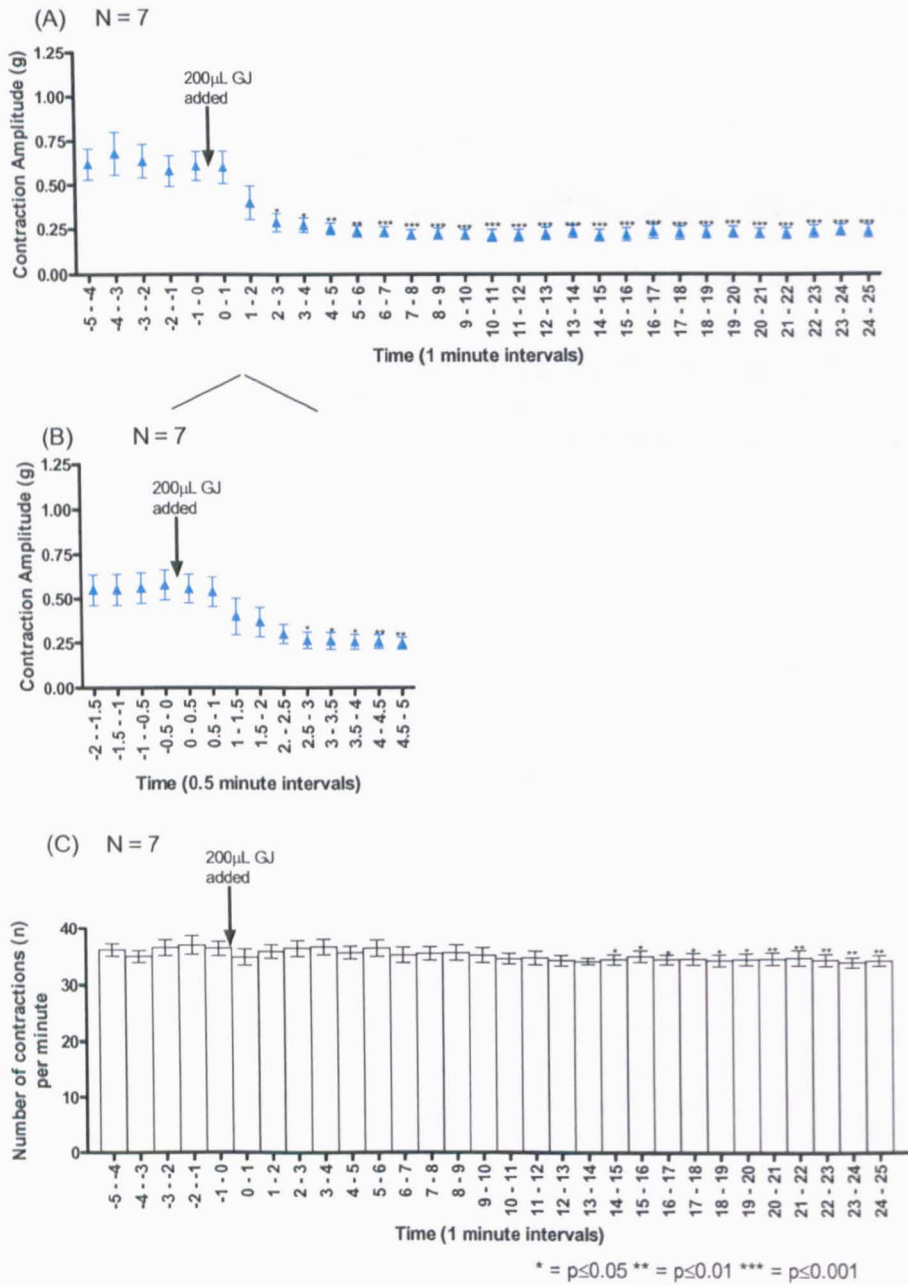 (A) N = 7
1.25
1.00
0.75
0.50
0.25
0.00
Contraction Amplitude (g)
200µL GJ
added
* * ** ** *** *** *** *** *** *** *** *** *** *** *** *** *** *** *** *** *** *** ***
-5 - -4
-4 - -3
-3 - -2
-2 - -1
-1 - 0
0 - 1
1 - 2
2 - 3
3 - 4
4 - 5
5 - 6
6 - 7
7 - 8
8 - 9
9 - 10
10 - 11
11 - 12
12 - 13
13 - 14
14 - 15
15 - 16
16 - 17
17 - 18
18 - 19
19 - 20
20 - 21
21 - 22
22 - 23
23 - 24
24 - 25
Time (1 minute intervals)
(B) N = 7
1.25
1.00
0.75
0.50
0.25
0.00
Contraction Amplitude (g)
200µL GJ
added
* * * ** **
-2 - -1.5
-1.5 - -1
-1 - -0.5
-0.5 - 0
0 - 0.5
0.5 - 1
1 - 1.5
1.5 - 2
2. - 2.5
2.5 - 3
3 - 3.5
3.5 - 4
4 - 4.5
4.5 - 5
Time (0.5 minute intervals)
(C) N = 7
200µL GJ
added
40
30
20
10
0
Number of contractions (n)
per minute
* * * * * * ** ** ** ** **
-5 - -4
-4 - -3
-3 - -2
-2 - -1
-1 - 0
0 - 1
1 - 2
2 - 3
3 - 4
4 - 5
5 - 6
6 - 7
7 - 8
8 - 9
9 - 10
10 - 11
11 - 12
12 - 13
13 - 14
14 - 15
15 - 16
16 - 17
17 - 18
18 - 19
19 - 20
20 - 21
21 - 22
22 - 23
23 - 24
24 - 25
Time (1 minute intervals)
* = p≤0.05 ** = p≤0.01 *** = p≤0.001